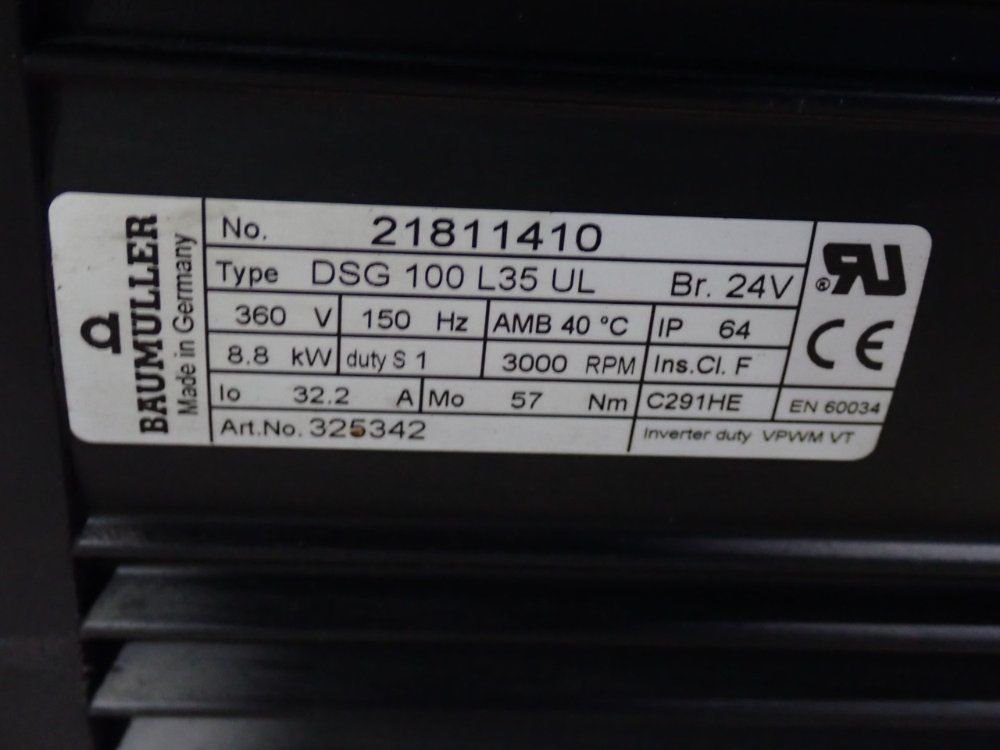 BAUMULLER
Made in Germany
No. 21811410
Type DSG 100 L35 UL Br. 24V
360 V 150 Hz AMB 40 °C IP 64
8.8 kW duty S 1 3000 RPM Ins.Cl. F
Io 32.2 A Mo 57 Nm C291HE EN 60034
Art.No. 325342 Inverter duty VPWM VT
RU ®
CE